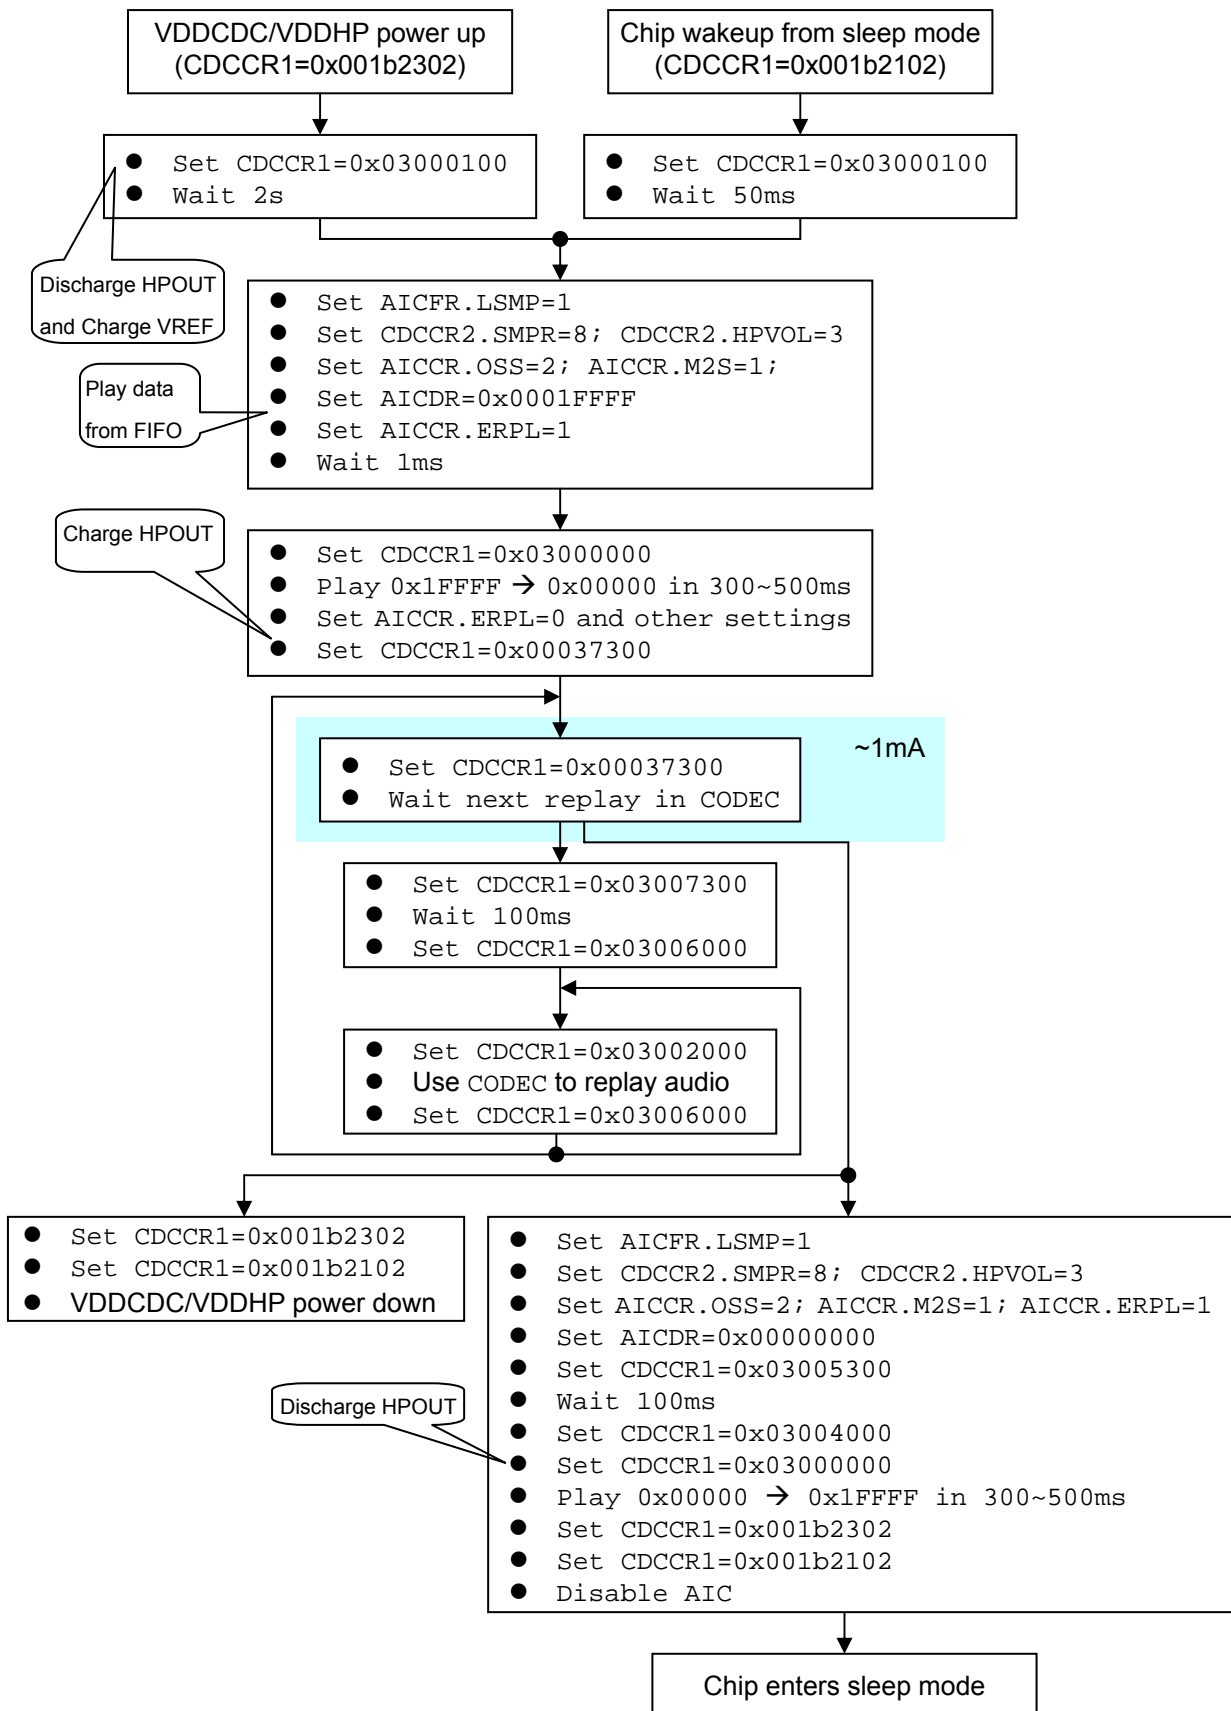 VDDCDC/VDDHP power up
(CDCCR1=0x001b2302)
Chip wakeup from sleep mode
(CDCCR1=0x001b2102)
● Set CDCCR1=0x03000100
● Wait 2s
● Set CDCCR1=0x03000100
● Wait 50ms
Discharge HPOUT
and Charge VREF
● Set AICFR.LSMP=1
● Set CDCCR2.SMPR=8; CDCCR2.HPVOL=3
● Set AICCR.OSS=2; AICCR.M2S=1;
● Set AICDR=0x0001FFFF
● Set AICCR.ERPL=1
● Wait 1ms
Play data
from FIFO
Charge HPOUT
● Set CDCCR1=0x03000000
● Play 0x1FFFF → 0x00000 in 300~500ms
● Set AICCR.ERPL=0 and other settings
● Set CDCCR1=0x00037300
~1mA
● Set CDCCR1=0x00037300
● Wait next replay in CODEC
● Set CDCCR1=0x03007300
● Wait 100ms
● Set CDCCR1=0x03006000
● Set CDCCR1=0x03002000
● Use CODEC to replay audio
● Set CDCCR1=0x03006000
● Set CDCCR1=0x001b2302
● Set CDCCR1=0x001b2102
● VDDCDC/VDDHP power down
● Set AICFR.LSMP=1
● Set CDCCR2.SMPR=8; CDCCR2.HPVOL=3
● Set AICCR.OSS=2; AICCR.M2S=1; AICCR.ERPL=1
● Set AICDR=0x00000000
● Set CDCCR1=0x03005300
● Wait 100ms
● Set CDCCR1=0x03004000
● Set CDCCR1=0x03000000
● Play 0x00000 → 0x1FFFF in 300~500ms
● Set CDCCR1=0x001b2302
● Set CDCCR1=0x001b2102
● Disable AIC
Discharge HPOUT
Chip enters sleep mode